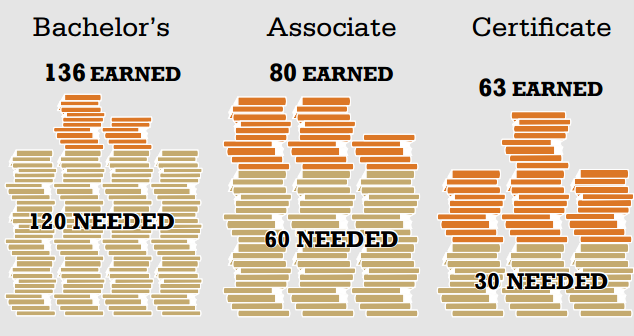 Bachelor's
136 EARNED
120 NEEDED
Associate
80 EARNED
60 NEEDED
Certificate
63 EARNED
30 NEEDED